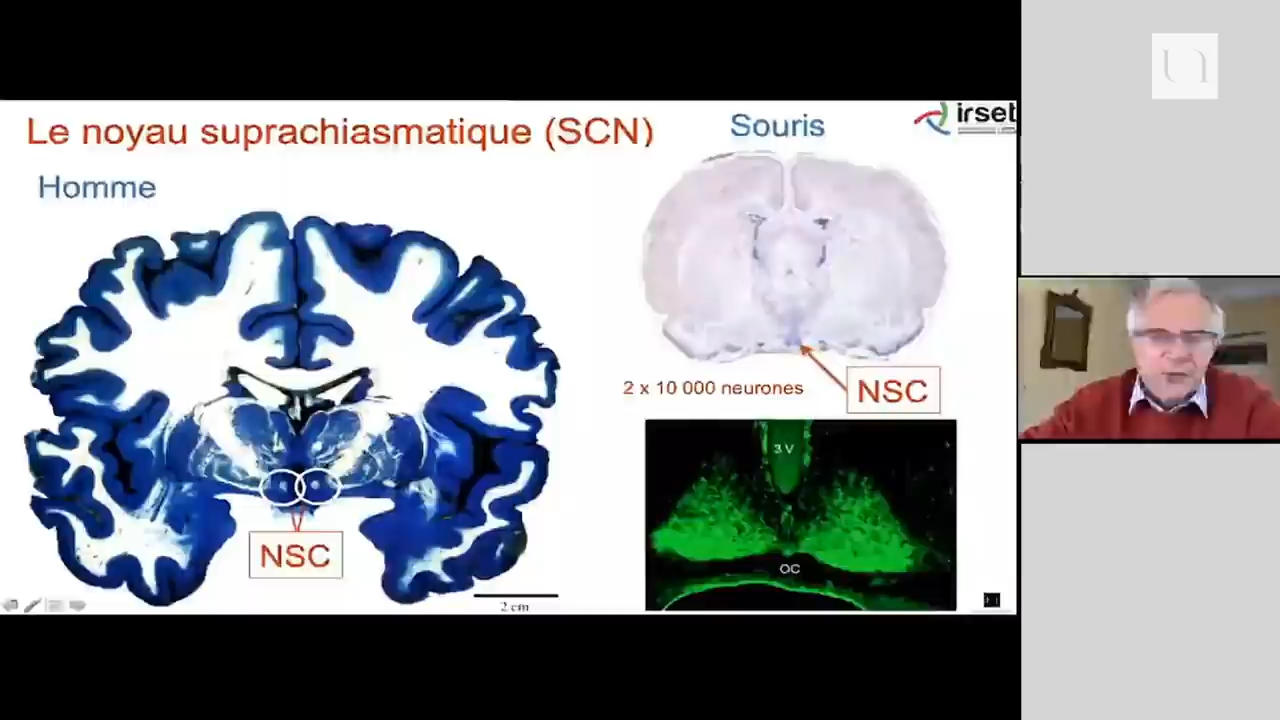 Le noyau suprachiasmatique (SCN)
Souris
irset
Homme
2 x 10 000 neurones
NSC
3 V
OC
NSC
2 cm